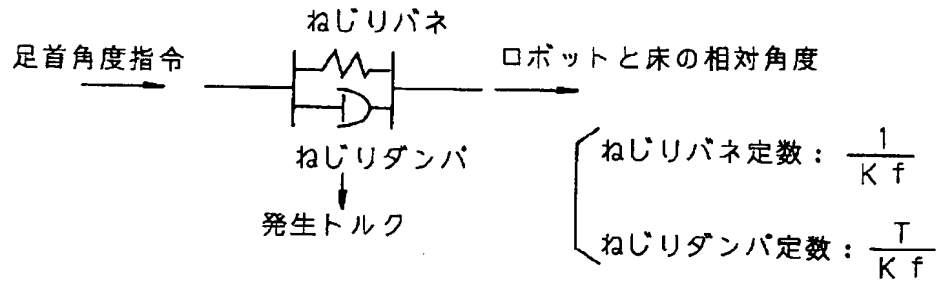 ねじりバネ
足首角度指令
ロボットと床の相対角度
ねじりダンパ
発生トルク
ねじりバネ定数: 1/Kf
ねじりダンパ定数: T/Kf